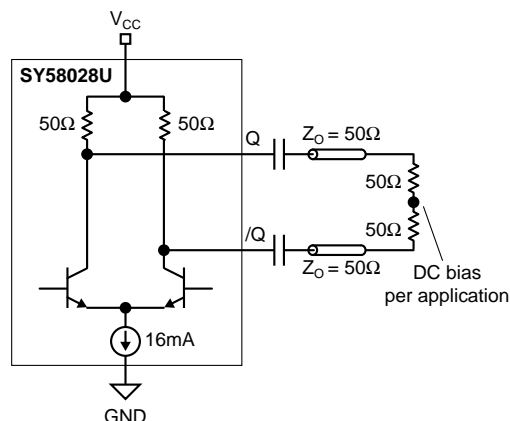 VCC
SY58028U
50Ω
50Ω
Q
ZO = 50Ω
50Ω
50Ω
/Q
ZO = 50Ω
DC bias
per application
16mA
GND